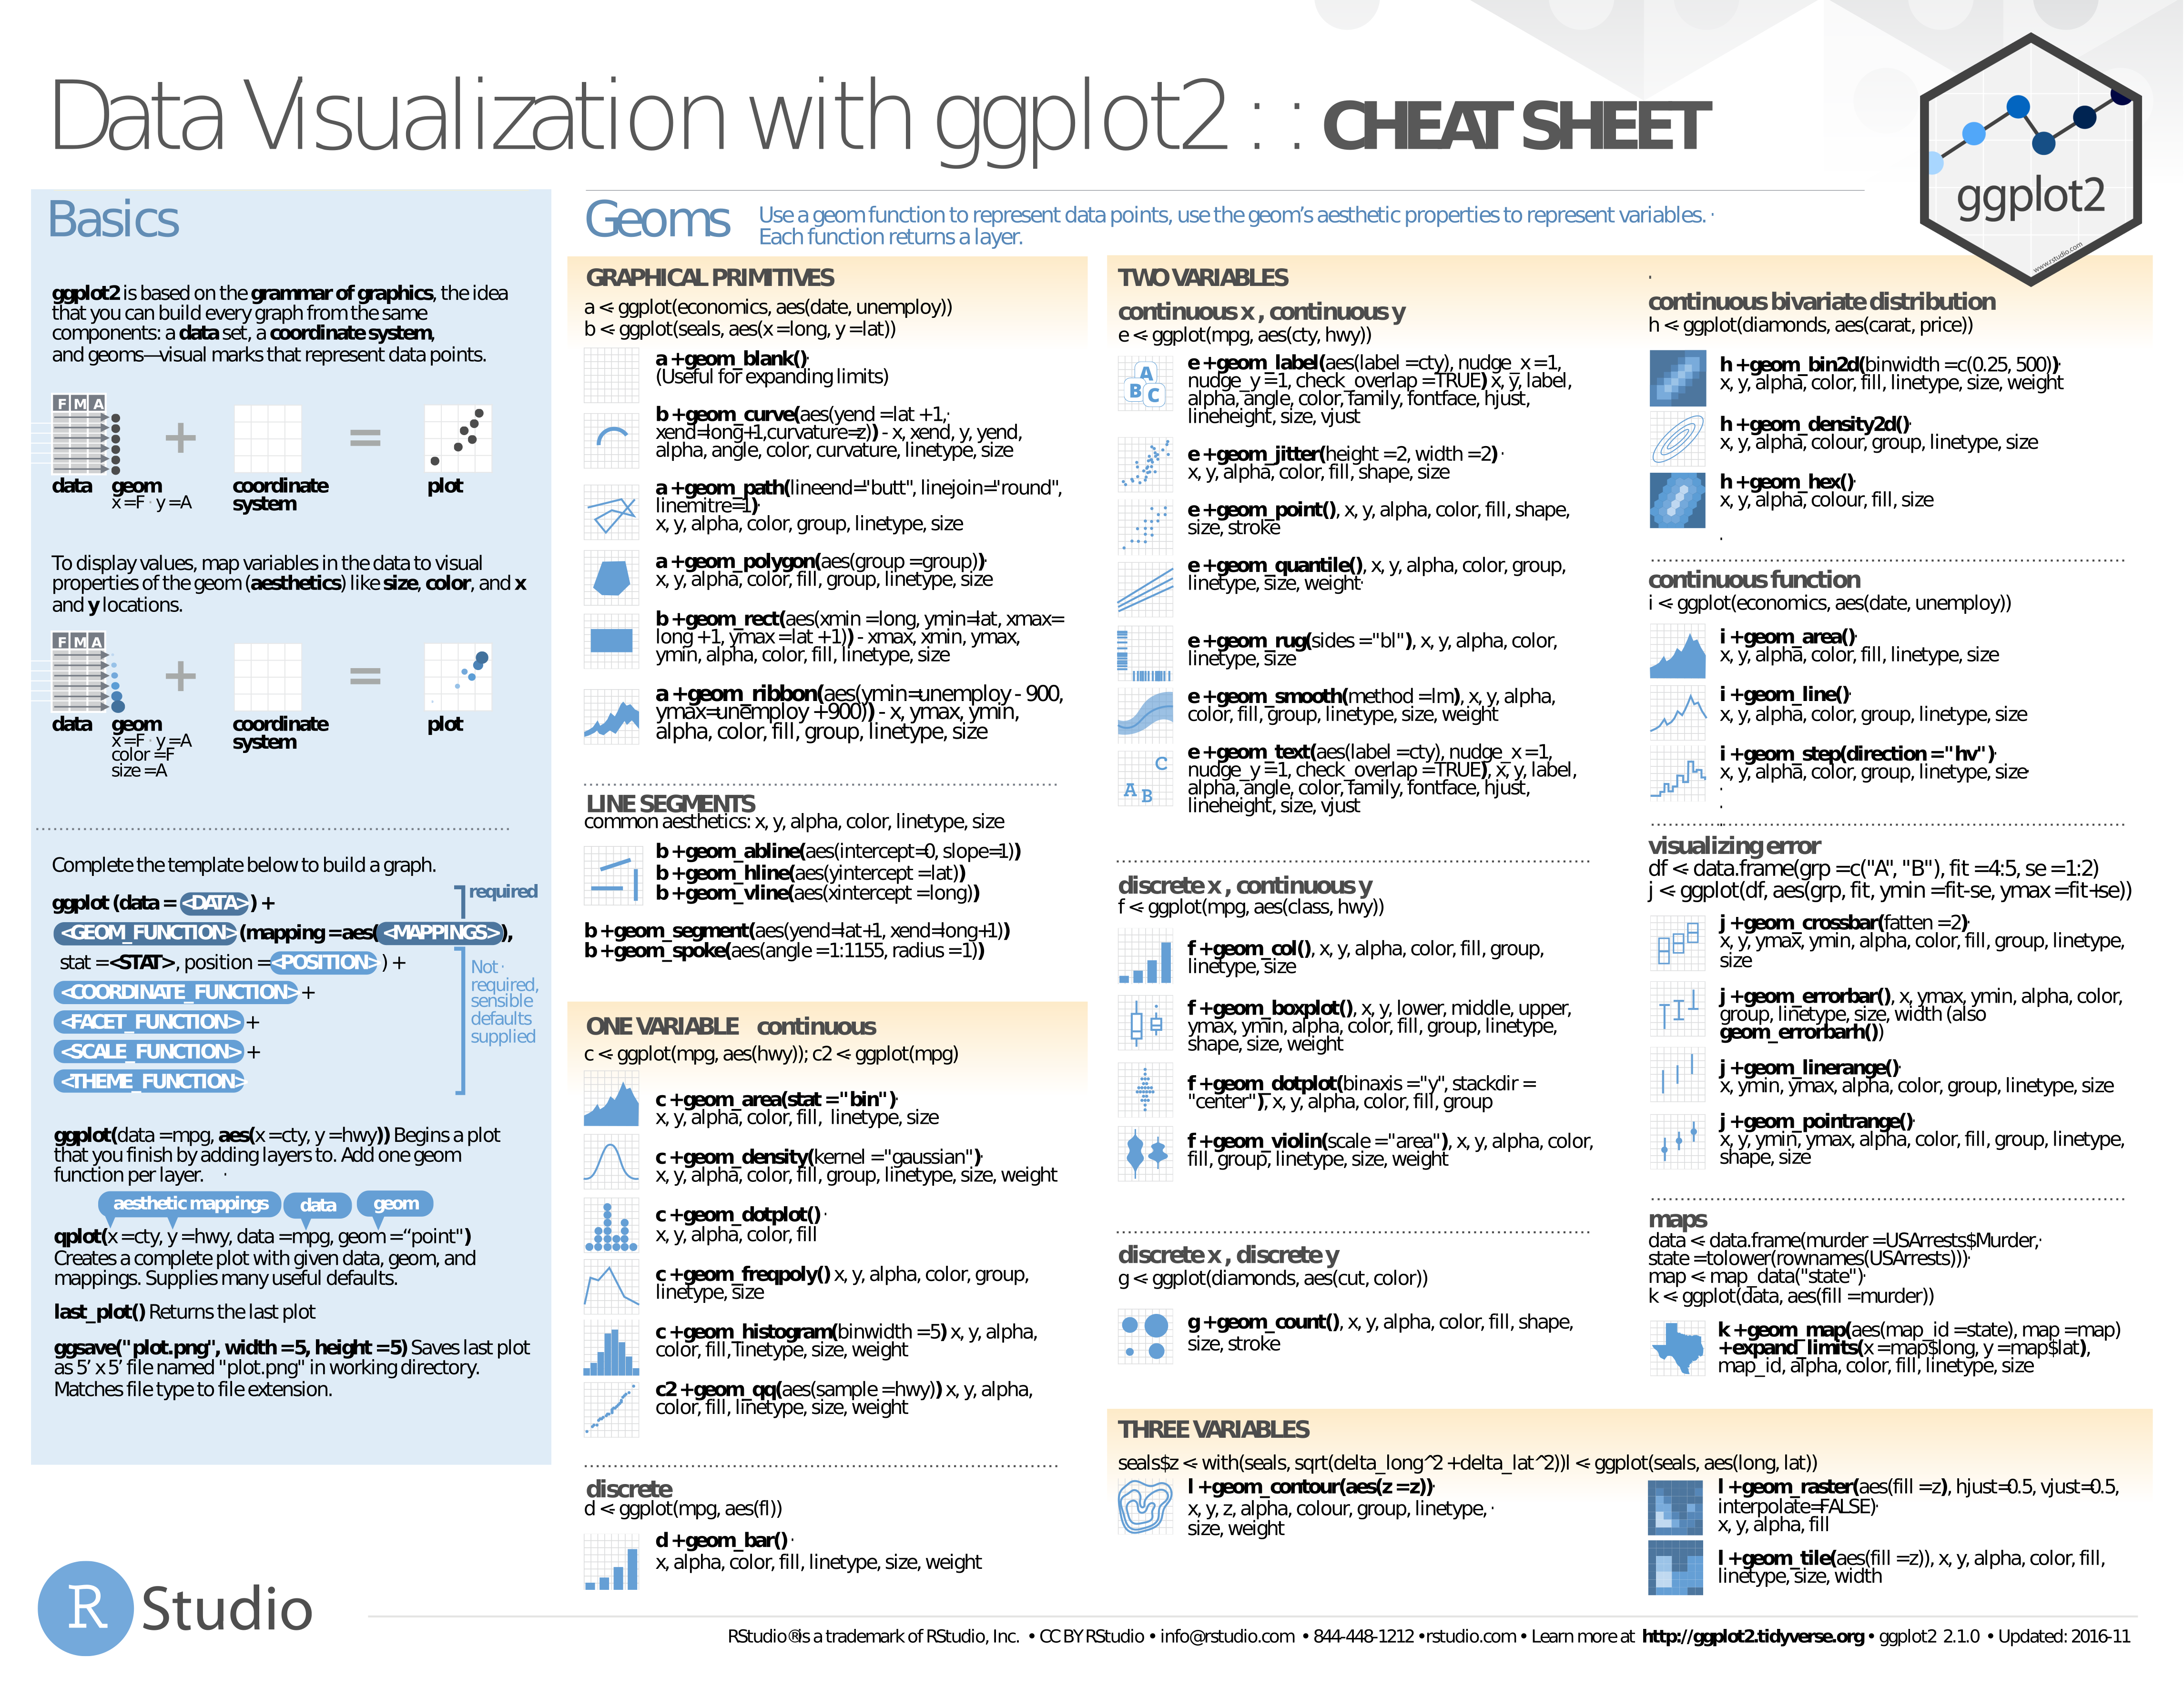 Data Visualization with ggplot2 : : CHEAT SHEET
ggplot2
www.rstudio.com
Basics
ggplot2 is based on the grammar of graphics, the idea
that you can build every graph from the same
components: a data set, a coordinate system,
and geoms—visual marks that represent data points.
F M A
+
=
data geom coordinate system plot
x = F · y = A
To display values, map variables in the data to visual
properties of the geom (aesthetics) like size, color, and x
and y locations.
F M A
+
=
data geom coordinate system plot
x = F · y = A
color = F
size = A
Complete the template below to build a graph.
required
ggplot (data = <DATA>) +
<GEOM_FUNCTION> (mapping = aes(<MAPPINGS>),
stat = <STAT>, position = <POSITION>) +
<COORDINATE_FUNCTION> +
<FACET_FUNCTION> +
<SCALE_FUNCTION> +
<THEME_FUNCTION>
Not
required,
sensible
defaults
supplied
ggplot(data = mpg, aes(x = cty, y = hwy)) Begins a plot
that you finish by adding layers to. Add one geom
function per layer.
aesthetic mappings data geom
qplot(x = cty, y = hwy, data = mpg, geom = “point")
Creates a complete plot with given data, geom, and
mappings. Supplies many useful defaults.
last_plot() Returns the last plot
ggsave("plot.png", width = 5, height = 5) Saves last plot
as 5’ x 5’ file named "plot.png" in working directory.
Matches file type to file extension.
Geoms
Use a geom function to represent data points, use the geom’s aesthetic properties to represent variables.
Each function returns a layer.
GRAPHICAL PRIMITIVES
a <- ggplot(economics, aes(date, unemploy))
b <- ggplot(seals, aes(x = long, y = lat))
a + geom_blank()
(Useful for expanding limits)
b + geom_curve(aes(yend = lat + 1,
xend=long+1,curvature=z)) - x, xend, y, yend,
alpha, angle, color, curvature, linetype, size
a + geom_path(lineend="butt", linejoin="round",
linemitre=1)
x, y, alpha, color, group, linetype, size
a + geom_polygon(aes(group = group))
x, y, alpha, color, fill, group, linetype, size
b + geom_rect(aes(xmin = long, ymin=lat, xmax=
long + 1, ymax = lat + 1)) - xmax, xmin, ymax,
ymin, alpha, color, fill, linetype, size
a + geom_ribbon(aes(ymin=unemploy - 900,
ymax=unemploy + 900)) - x, ymax, ymin,
alpha, color, fill, group, linetype, size
LINE SEGMENTS
common aesthetics: x, y, alpha, color, linetype, size
b + geom_abline(aes(intercept=0, slope=1))
b + geom_hline(aes(yintercept = lat))
b + geom_vline(aes(xintercept = long))
b + geom_segment(aes(yend=lat+1, xend=long+1))
b + geom_spoke(aes(angle = 1:1155, radius = 1))
ONE VARIABLE continuous
c <- ggplot(mpg, aes(hwy)); c2 <- ggplot(mpg)
c + geom_area(stat = "bin")
x, y, alpha, color, fill, linetype, size
c + geom_density(kernel = "gaussian")
x, y, alpha, color, fill, group, linetype, size, weight
c + geom_dotplot()
x, y, alpha, color, fill
c + geom_freqpoly() x, y, alpha, color, group,
linetype, size
c + geom_histogram(binwidth = 5) x, y, alpha,
color, fill, linetype, size, weight
c2 + geom_qq(aes(sample = hwy)) x, y, alpha,
color, fill, linetype, size, weight
discrete
d <- ggplot(mpg, aes(fl))
d + geom_bar()
x, alpha, color, fill, linetype, size, weight
TWO VARIABLES
continuous x , continuous y
e <- ggplot(mpg, aes(cty, hwy))
A
B C
e + geom_label(aes(label = cty), nudge_x = 1,
nudge_y = 1, check_overlap = TRUE) x, y, label,
alpha, angle, color, family, fontface, hjust,
lineheight, size, vjust
e + geom_jitter(height = 2, width = 2)
x, y, alpha, color, fill, shape, size
e + geom_point(), x, y, alpha, color, fill, shape,
size, stroke
e + geom_quantile(), x, y, alpha, color, group,
linetype, size, weight
e + geom_rug(sides = "bl"), x, y, alpha, color,
linetype, size
e + geom_smooth(method = lm), x, y, alpha,
color, fill, group, linetype, size, weight
C
A B
e + geom_text(aes(label = cty), nudge_x = 1,
nudge_y = 1, check_overlap = TRUE), x, y, label,
alpha, angle, color, family, fontface, hjust,
lineheight, size, vjust
discrete x , continuous y
f <- ggplot(mpg, aes(class, hwy))
f + geom_col(), x, y, alpha, color, fill, group,
linetype, size
f + geom_boxplot(), x, y, lower, middle, upper,
ymax, ymin, alpha, color, fill, group, linetype,
shape, size, weight
f + geom_dotplot(binaxis = "y", stackdir =
"center"), x, y, alpha, color, fill, group
f + geom_violin(scale = "area"), x, y, alpha, color,
fill, group, linetype, size, weight
discrete x , discrete y
g <- ggplot(diamonds, aes(cut, color))
g + geom_count(), x, y, alpha, color, fill, shape,
size, stroke
continuous bivariate distribution
h <- ggplot(diamonds, aes(carat, price))
h + geom_bin2d(binwidth = c(0.25, 500))
x, y, alpha, color, fill, linetype, size, weight
h + geom_density2d()
x, y, alpha, colour, group, linetype, size
h + geom_hex()
x, y, alpha, colour, fill, size
continuous function
i <- ggplot(economics, aes(date, unemploy))
i + geom_area()
x, y, alpha, color, fill, linetype, size
i + geom_line()
x, y, alpha, color, group, linetype, size
i + geom_step(direction = "hv")
x, y, alpha, color, group, linetype, size
visualizing error
df <- data.frame(grp = c("A", "B"), fit = 4:5, se = 1:2)
j <- ggplot(df, aes(grp, fit, ymin = fit-se, ymax = fit+se))
j + geom_crossbar(fatten = 2)
x, y, ymax, ymin, alpha, color, fill, group, linetype,
size
j + geom_errorbar(), x, ymax, ymin, alpha, color,
group, linetype, size, width (also
geom_errorbarh())
j + geom_linerange()
x, ymin, ymax, alpha, color, group, linetype, size
j + geom_pointrange()
x, y, ymin, ymax, alpha, color, fill, group, linetype,
shape, size
maps
data <- data.frame(murder = USArrests$Murder,
state = tolower(rownames(USArrests)))
map <- map_data("state")
k <- ggplot(data, aes(fill = murder))
k + geom_map(aes(map_id = state), map = map)
+ expand_limits(x = map$long, y = map$lat),
map_id, alpha, color, fill, linetype, size
THREE VARIABLES
seals$z <- with(seals, sqrt(delta_long^2 + delta_lat^2))l <- ggplot(seals, aes(long, lat))
l + geom_contour(aes(z = z))
x, y, z, alpha, colour, group, linetype,
size, weight
l + geom_raster(aes(fill = z), hjust=0.5, vjust=0.5,
interpolate=FALSE)
x, y, alpha, fill
l + geom_tile(aes(fill = z)), x, y, alpha, color, fill,
linetype, size, width
R Studio
RStudio® is a trademark of RStudio, Inc. • CC BY RStudio • info@rstudio.com • 844-448-1212 • rstudio.com • Learn more at http://ggplot2.tidyverse.org • ggplot2 2.1.0 • Updated: 2016-11